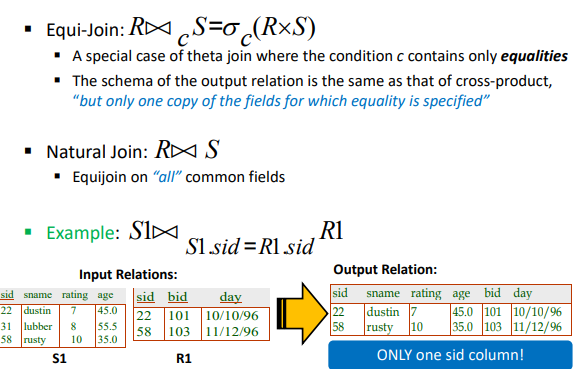 ▪ Equi-Join: R⋈ c S=σc(R×S)
▪ A special case of theta join where the condition c contains only equalities
▪ The schema of the output relation is the same as that of cross-product,
“but only one copy of the fields for which equality is specified”
▪ Natural Join: R⋈ S
▪ Equijoin on “all” common fields
▪ Example: S1⋈ S1.sid=R1.sid R1
Input Relations:
sid sname rating age
22 dustin 7 45.0
31 lubber 8 55.5
58 rusty 10 35.0
S1
sid bid day
22 101 10/10/96
58 103 11/12/96
R1
Output Relation:
sid sname rating age bid day
22 dustin 7 45.0 101 10/10/96
58 rusty 10 35.0 103 11/12/96
ONLY one sid column!